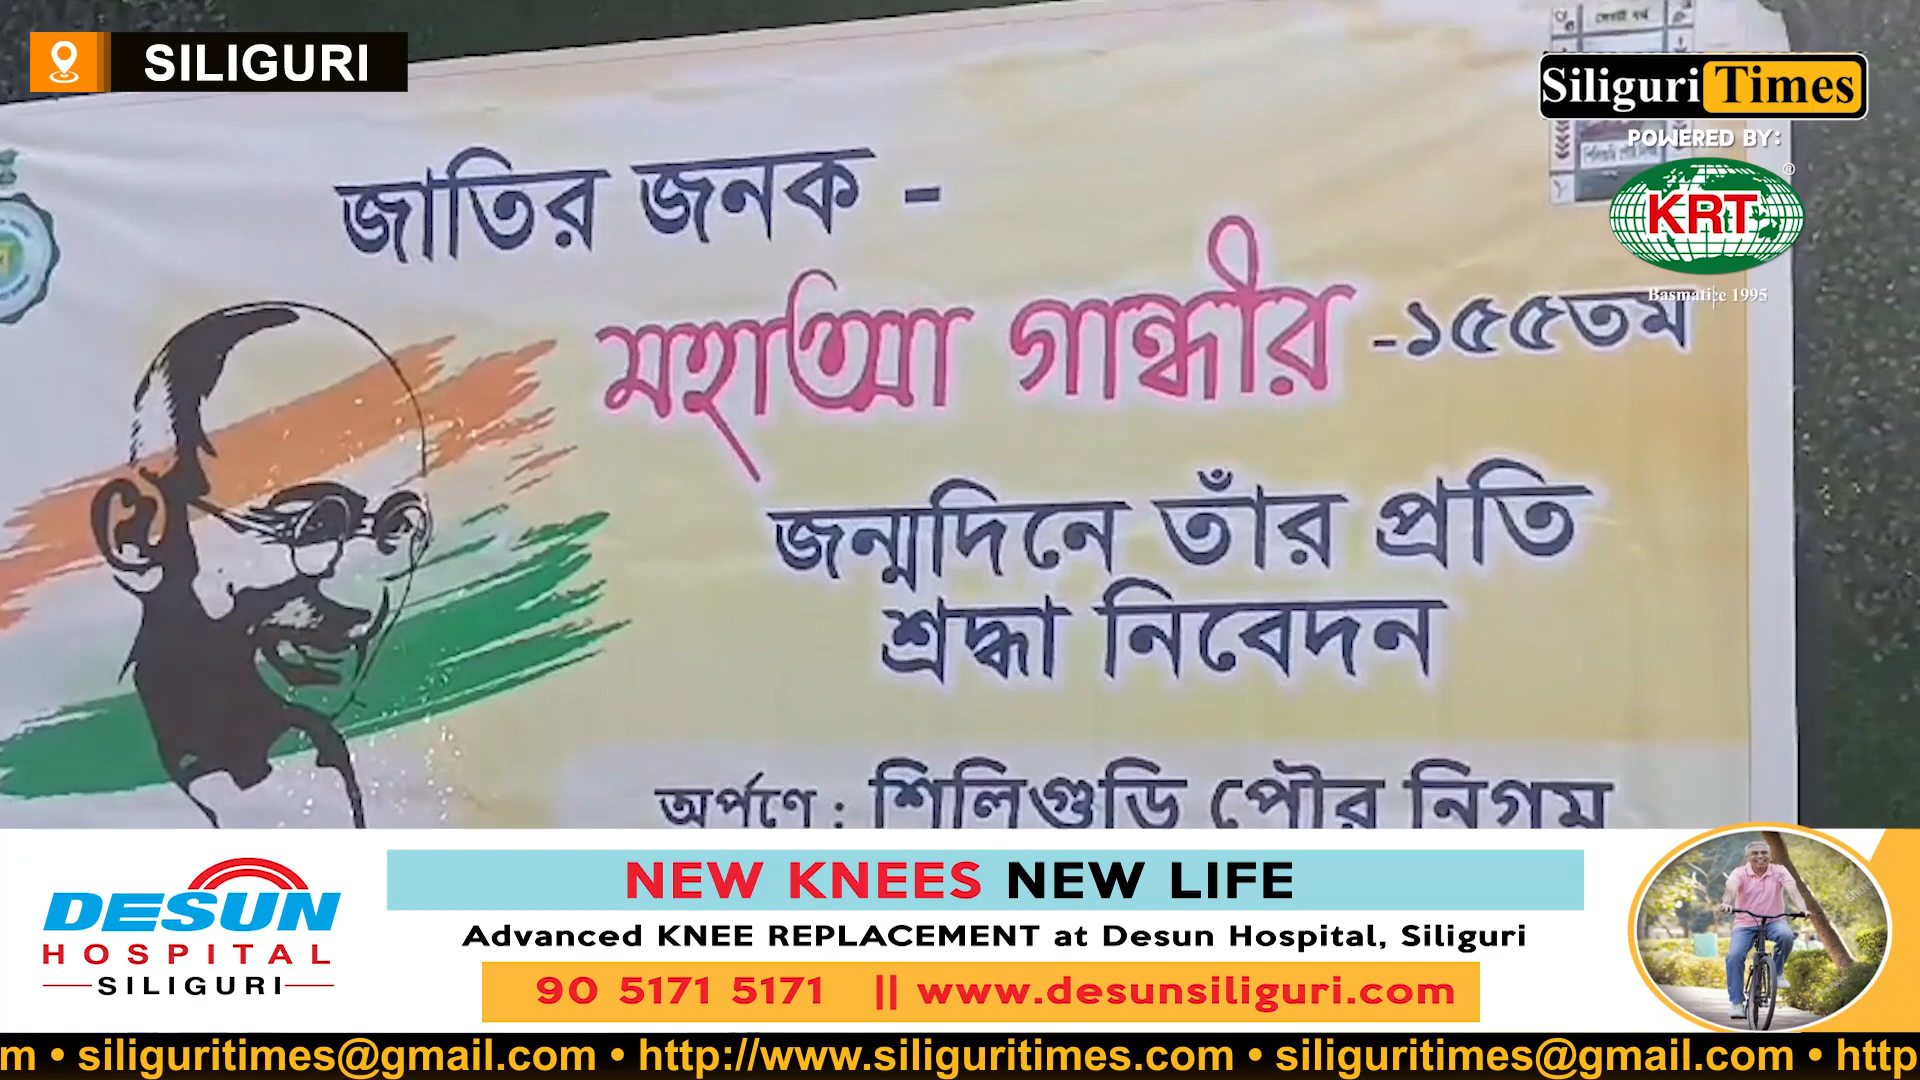 SILIGURI
Siliguri Times
POWERED BY:
KRT
জাতির জনক -
মহাত্মা গান্ধীর -১৫৫তম
জন্মদিনে তাঁর প্রতি
শ্রদ্ধা নিবেদন
অর্পণে : শিলিগুড়ি পৌর নিগম
DESUN
HOSPITAL
SILIGURI
NEW KNEES NEW LIFE
Advanced KNEE REPLACEMENT at Desun Hospital, Siliguri
90 5171 5171 || www.desunsiliguri.com
m • siliguritimes@gmail.com • http://www.siliguritimes.com • siliguritimes@gmail.com • http